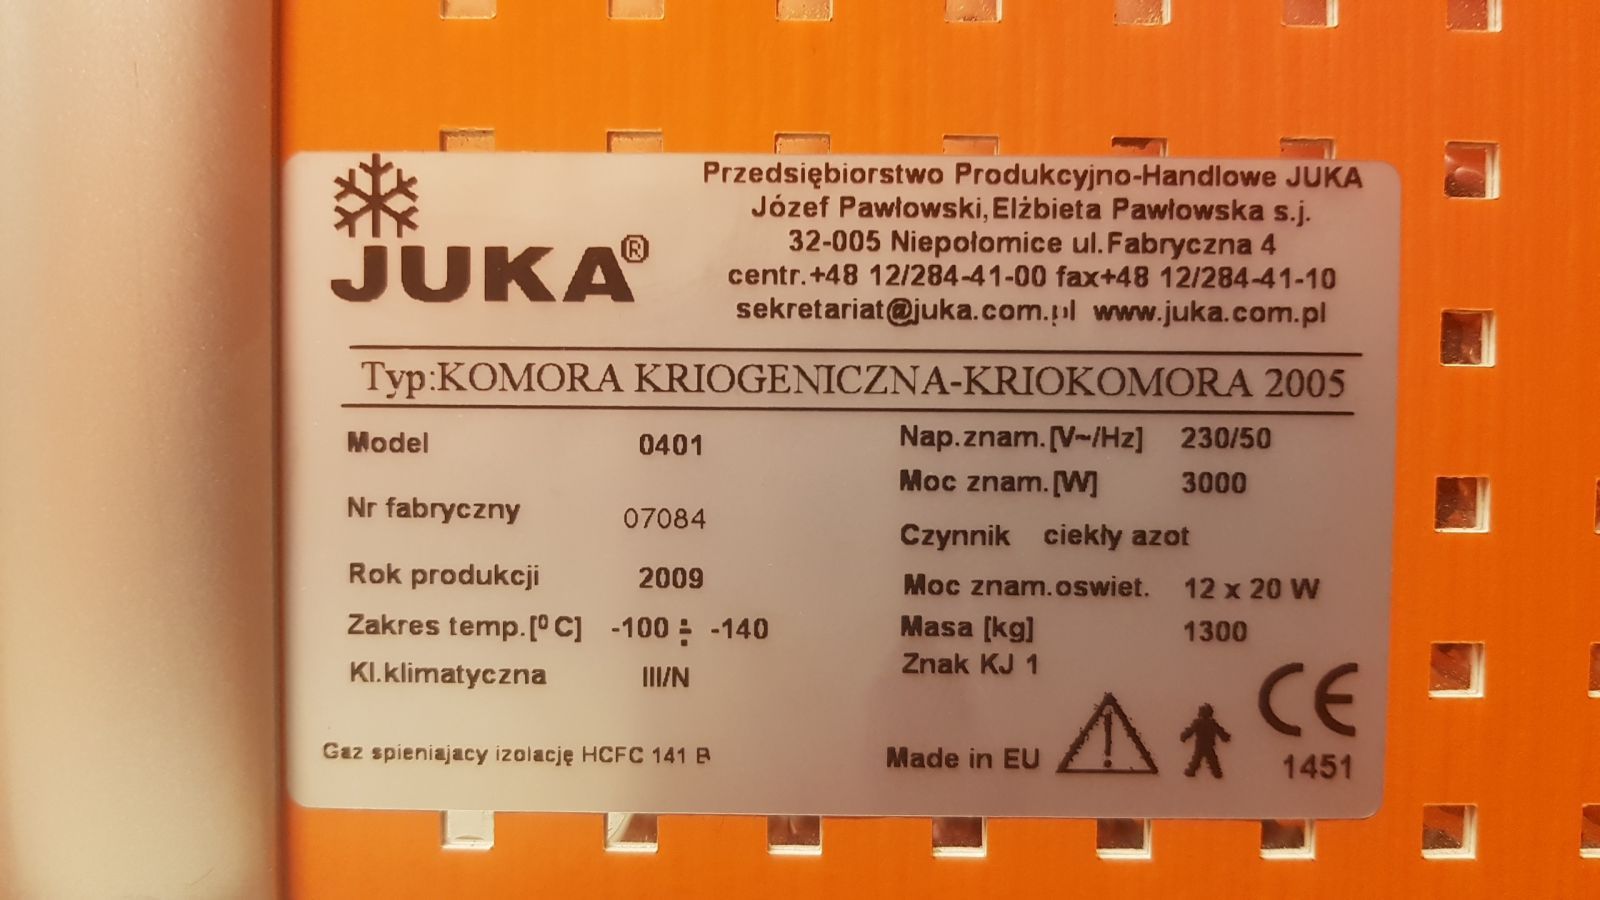 JUKA®
Przedsiębiorstwo Produkcyjno-Handlowe JUKA
Józef Pawłowski,Elżbieta Pawłowska s.j.
32-005 Niepołomice ul.Fabryczna 4
centr.+48 12/284-41-00 fax+48 12/284-41-10
sekretariat@juka.com.pl www.juka.com.pl
Typ:KOMORA KRIOGENICZNA-KRIOKOMORA 2005
Model 0401
Nr fabryczny 07084
Rok produkcji 2009
Zakres temp.[⁰C] -100 ÷ -140
Kl.klimatyczna III/N
Gaz spieniajacy izolację HCFC 141 B
Nap.znam.[V~/Hz] 230/50
Moc znam.[W] 3000
Czynnik ciekły azot
Moc znam.oswiet. 12 x 20 W
Masa [kg] 1300
Znak KJ 1
Made in EU
CE
1451